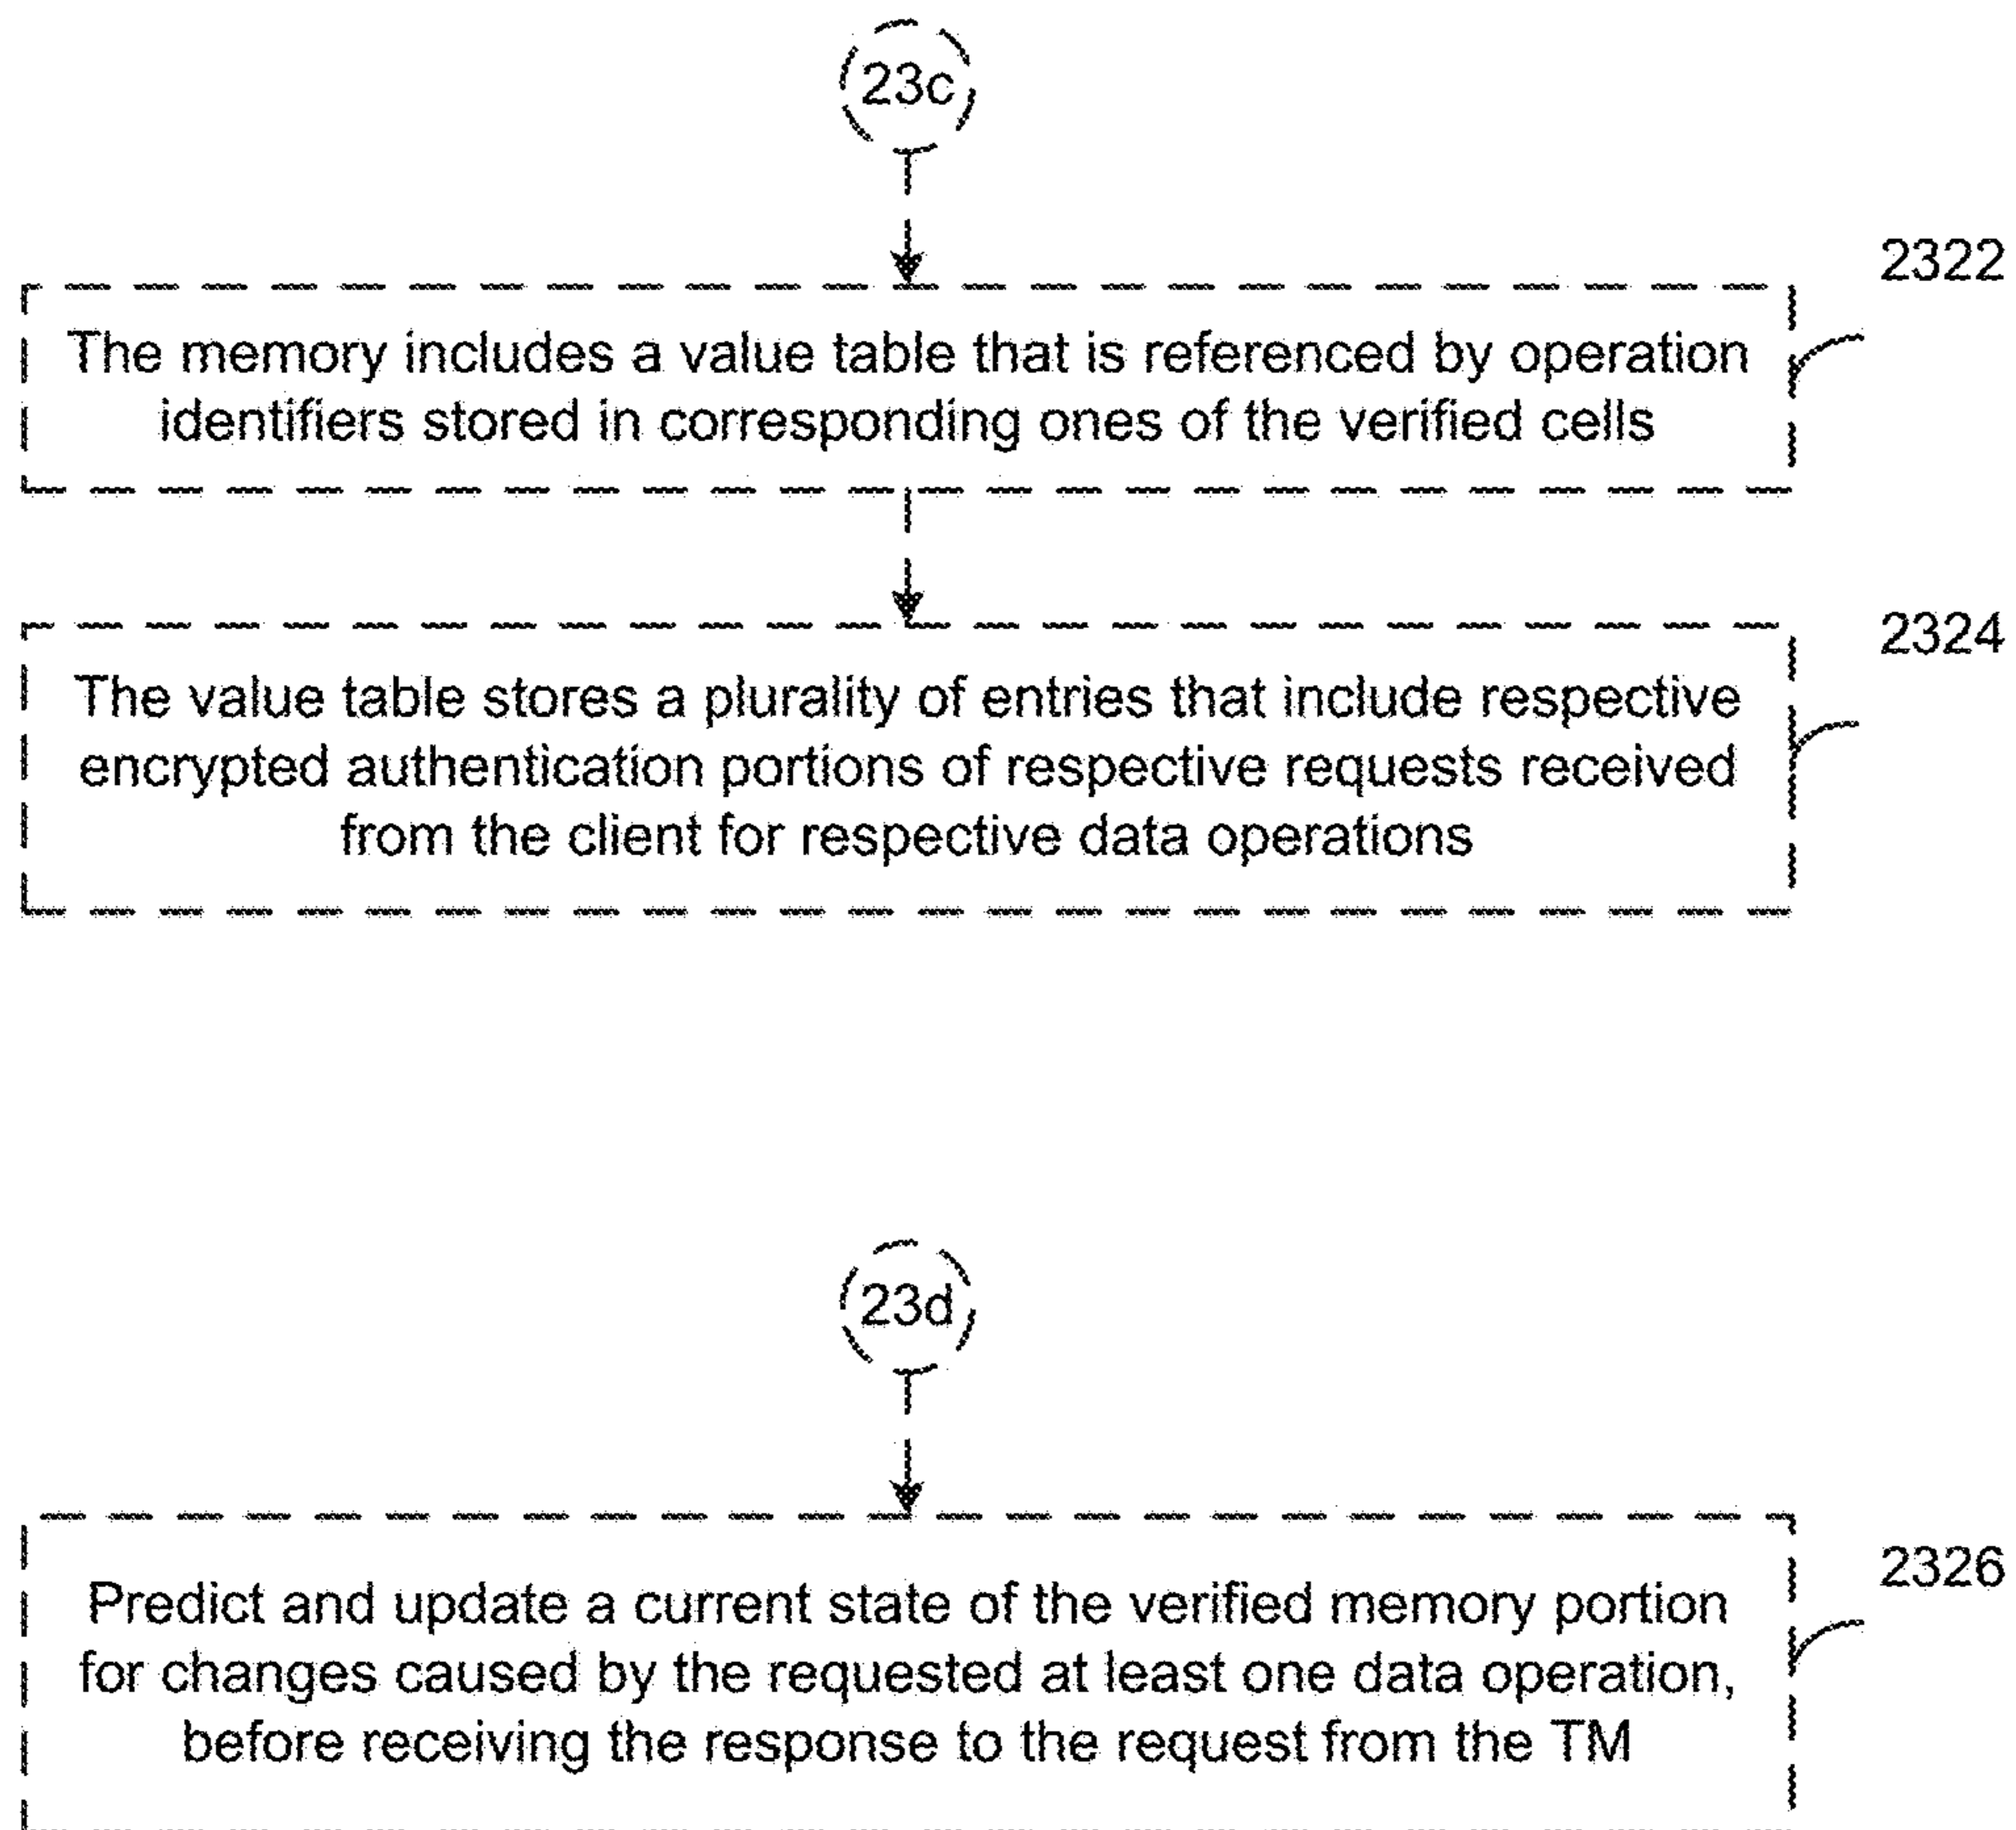 23c
2322
The memory includes a value table that is referenced by operation
identifiers stored in corresponding ones of the verified cells
2324
The value table stores a plurality of entries that include respective
encrypted authentication portions of respective requests received
from the client for respective data operations
23d
2326
Predict and update a current state of the verified memory portion
for changes caused by the requested at least one data operation,
before receiving the response to the request from the TM